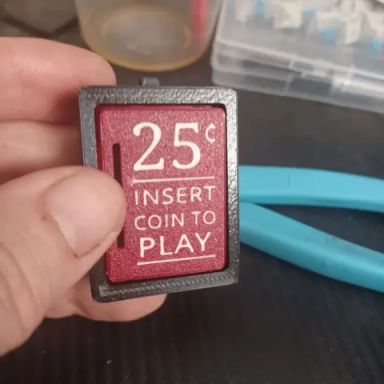 25¢
INSERT
COIN TO
PLAY